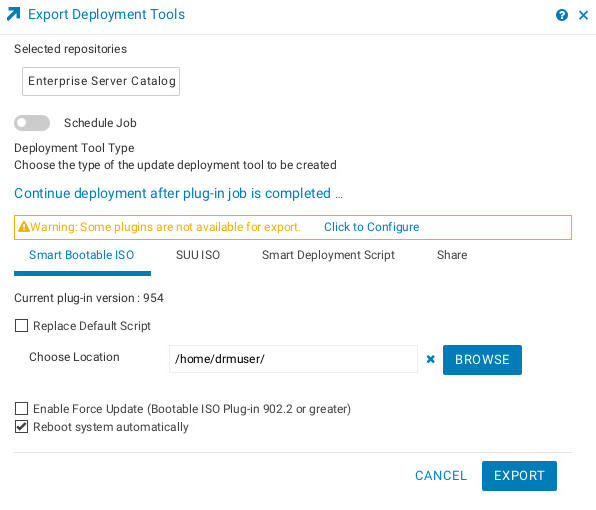 Export Deployment Tools
Selected repositories
Enterprise Server Catalog
Schedule Job
Deployment Tool Type
Choose the type of the update deployment tool to be created
Continue deployment after plug-in job is completed ...
Warning: Some plugins are not available for export. Click to Configure
Smart Bootable ISO SUU ISO Smart Deployment Script Share
Current plug-in version : 954
Replace Default Script
Choose Location /home/drmuser/ BROWSE
Enable Force Update (Bootable ISO Plug-in 902.2 or greater)
Reboot system automatically
CANCEL EXPORT